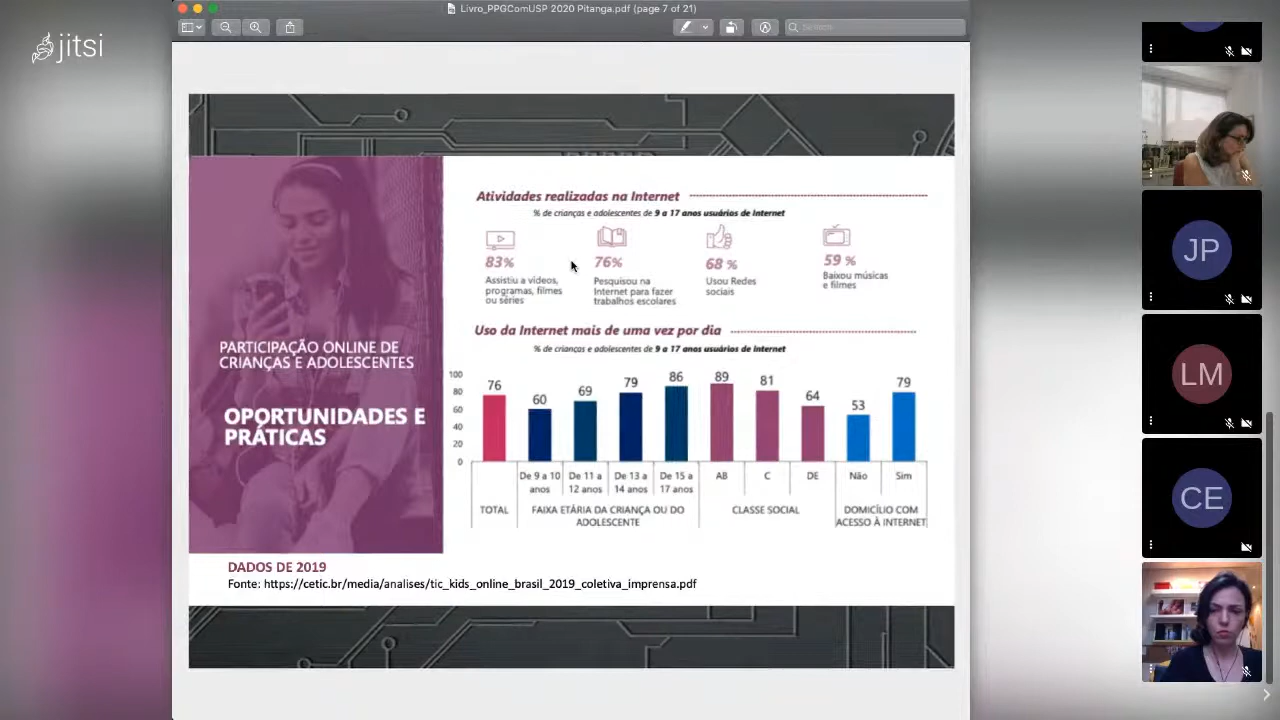 Livro_PPGComUSP 2020 Pitanga.pdf (page 7 of 21)
Search
jitsi
Atividades realizadas na Internet
% de crianças e adolescentes de 9 a 17 anos usuários de Internet
83%
Assistiu a vídeos,
programas, filmes
ou séries
76%
Pesquisou na
Internet para fazer
trabalhos escolares
68 %
Usou Redes
sociais
59 %
Baixou músicas
e filmes
PARTICIPAÇÃO ONLINE DE
CRIANÇAS E ADOLESCENTES
OPORTUNIDADES E
PRÁTICAS
Uso da Internet mais de uma vez por dia
% de crianças e adolescentes de 9 a 17 anos usuários de Internet
100
80
60
40
20
0
76 60 69 79 86 89 81 64 53 79
De 9 a 10 anos
De 11 a 12 anos
De 13 a 14 anos
De 15 a 17 anos
AB C DE
Não Sim
TOTAL
FAIXA ETÁRIA DA CRIANÇA OU DO
ADOLESCENTE
CLASSE SOCIAL
DOMICÍLIO COM
ACESSO À INTERNET
DADOS DE 2019
Fonte: https://cetic.br/media/analises/tic_kids_online_brasil_2019_coletiva_imprensa.pdf
JP
LM
CE